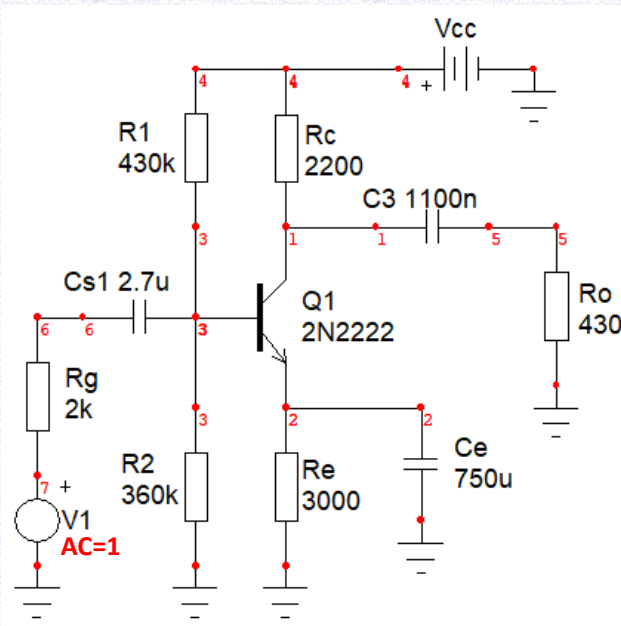 Vcc
4
4
4
+
R1
430k
Rc
2200
C3 1100n
3
1
1
5
5
Cs1 2.7u
6
6
3
Q1
2N2222
Ro
430
Rg
2k
3
2
2
7
+
V1
AC=1
R2
360k
Re
3000
Ce
750u